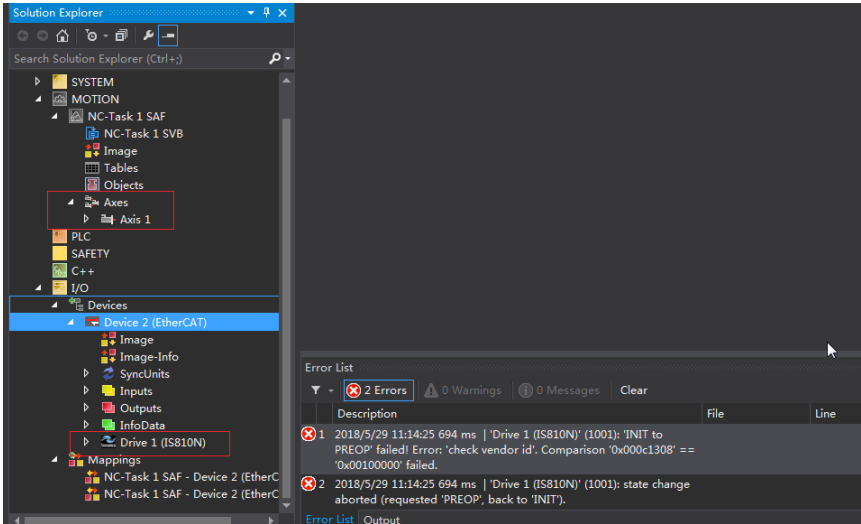 Solution Explorer
Search Solution Explorer (Ctrl+;)
SYSTEM
MOTION
NC-Task 1 SAF
NC-Task 1 SVB
Image
Tables
Objects
Axes
Axis 1
PLC
SAFETY
C++
I/O
Devices
Device 2 (EtherCAT)
Image
Image-Info
SyncUnits
Inputs
Outputs
InfoData
Drive 1 (IS810N)
Mappings
NC-Task 1 SAF - Device 2 (EtherC
NC-Task 1 SAF - Device 2 (EtherC
Error List
2 Errors
0 Warnings
0 Messages
Clear
Description File Line
1 2018/5/29 11:14:25 694 ms | 'Drive 1 (IS810N)' (1001): 'INIT to
PREOP' failed! Error: 'check vendor id'. Comparison '0x000c1308' ==
'0x00100000' failed.
2 2018/5/29 11:14:25 694 ms | 'Drive 1 (IS810N)' (1001): state change
aborted (requested 'PREOP', back to 'INIT').
Error List Output